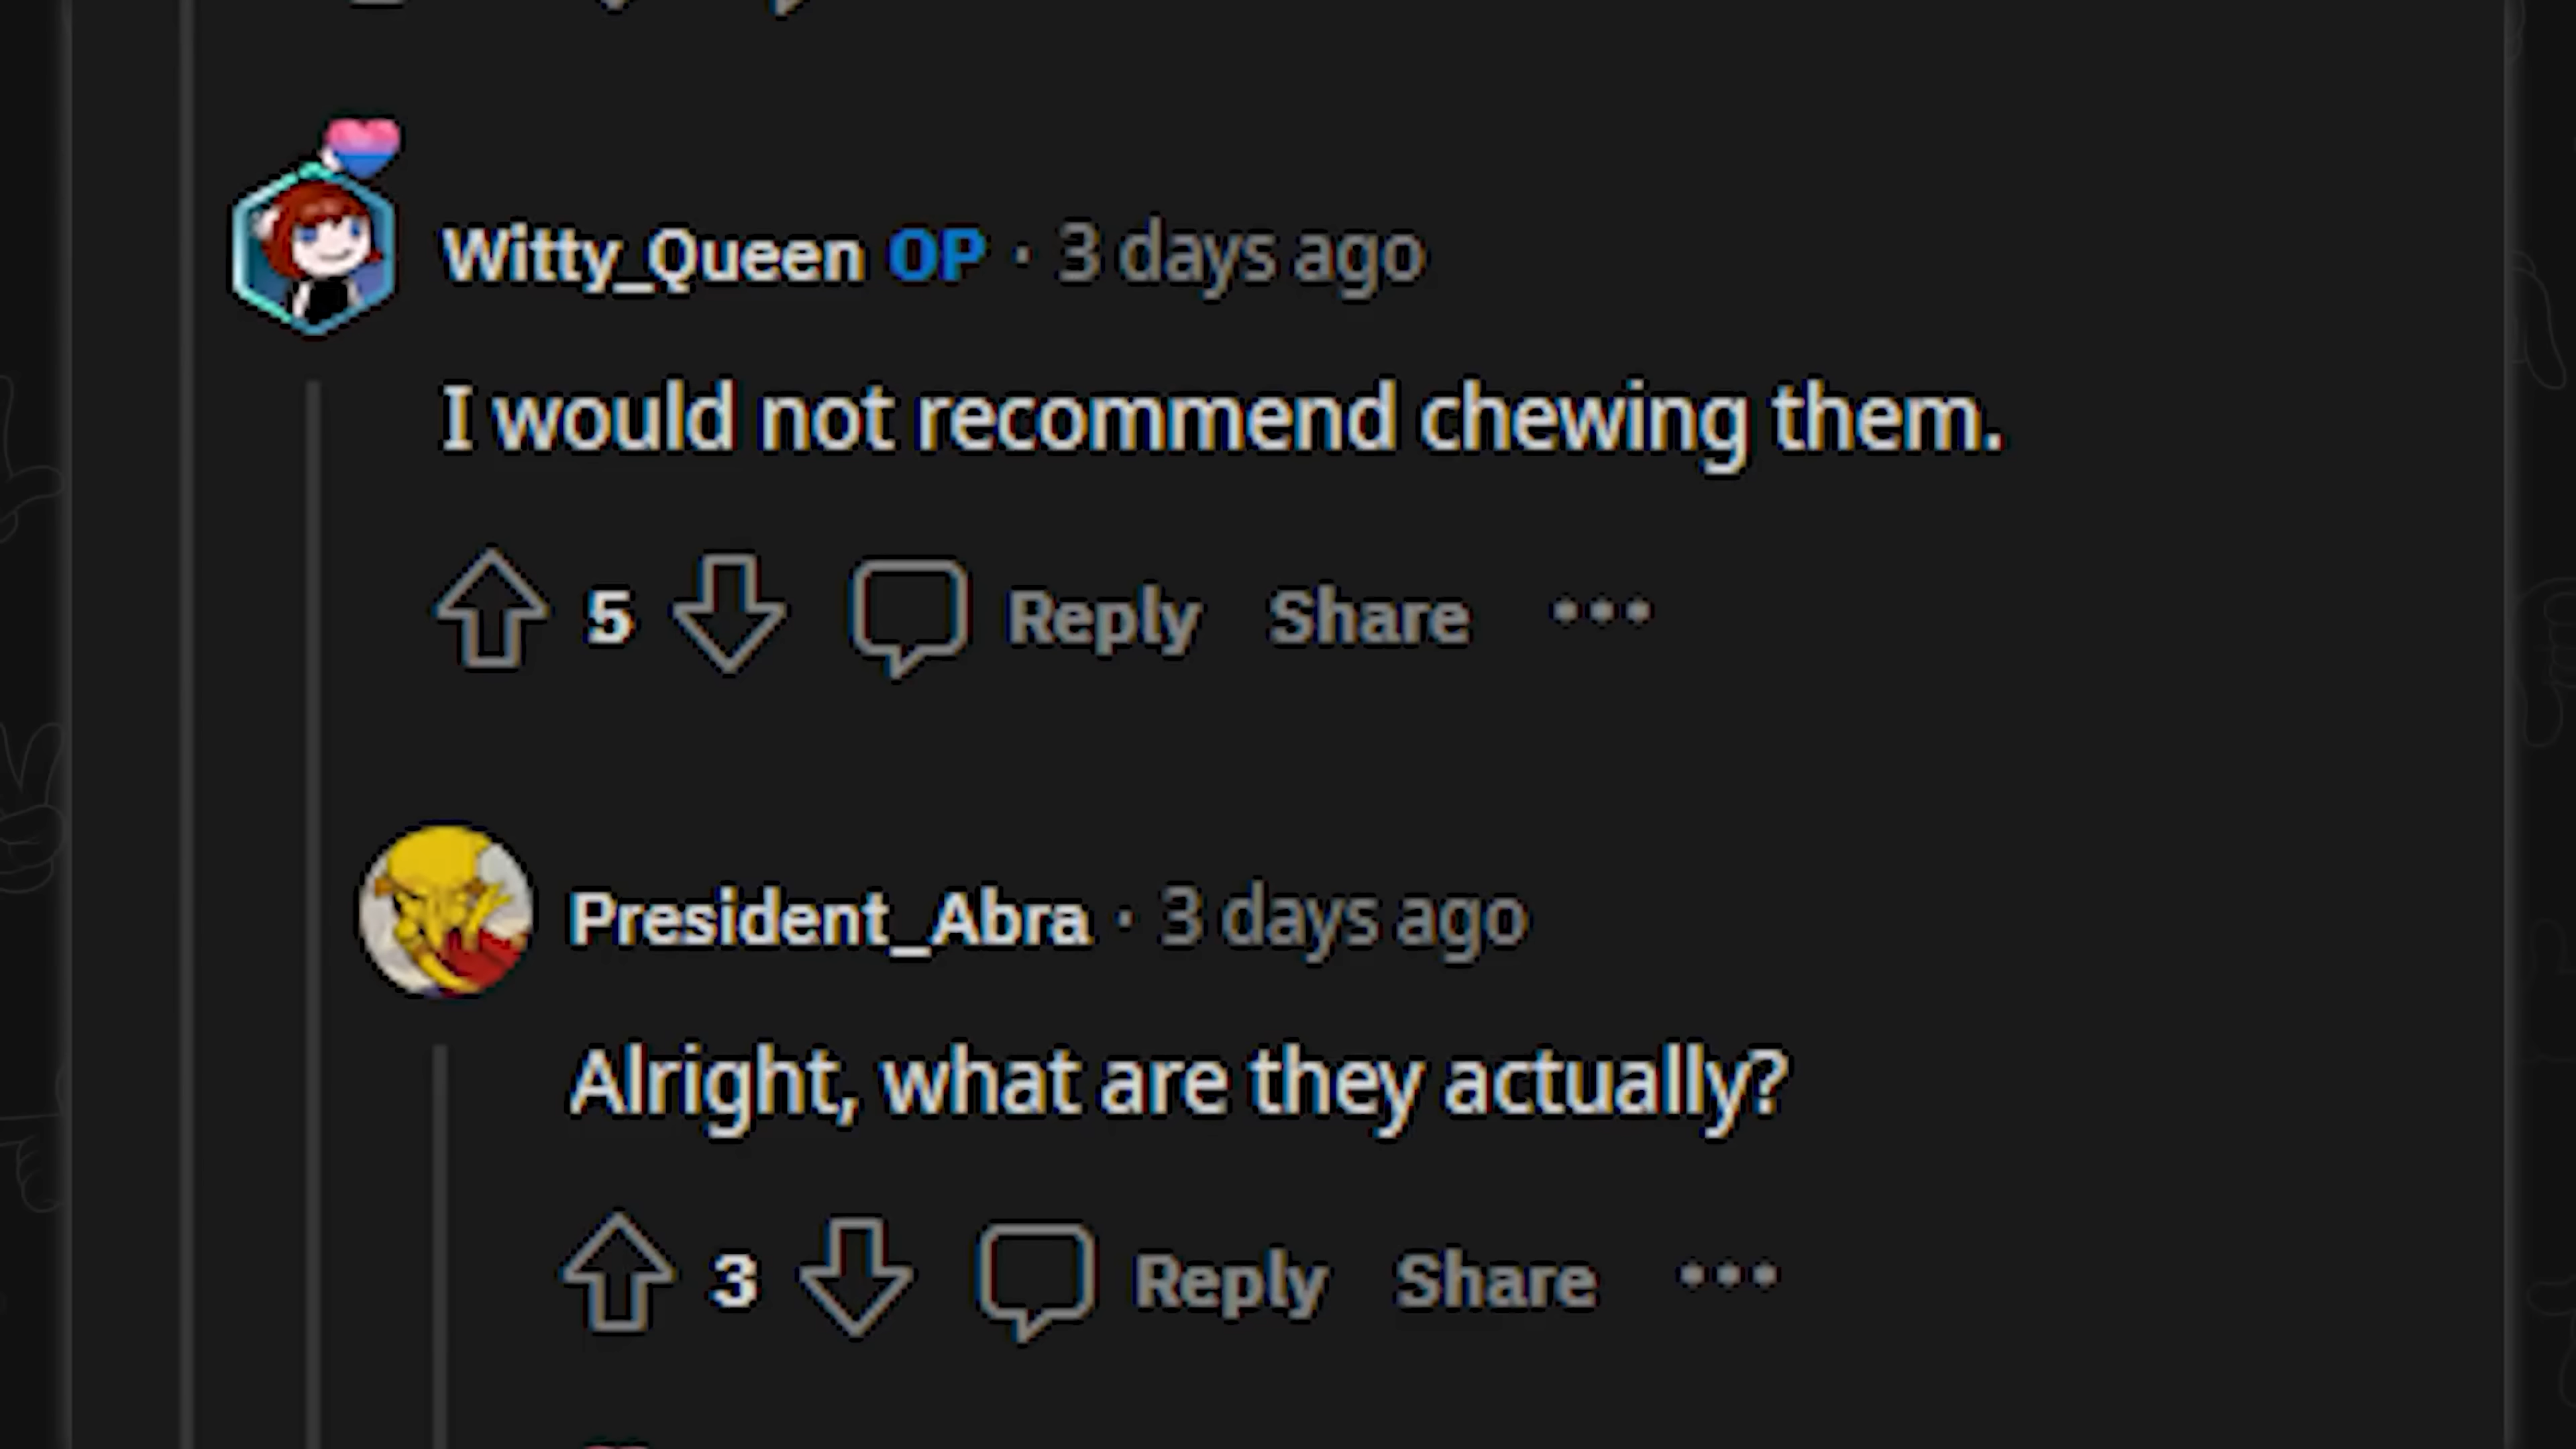 Witty_Queen OP · 3 days ago
I would not recommend chewing them.
5 Reply Share •••
President_Abra · 3 days ago
Alright, what are they actually?
3 Reply Share •••